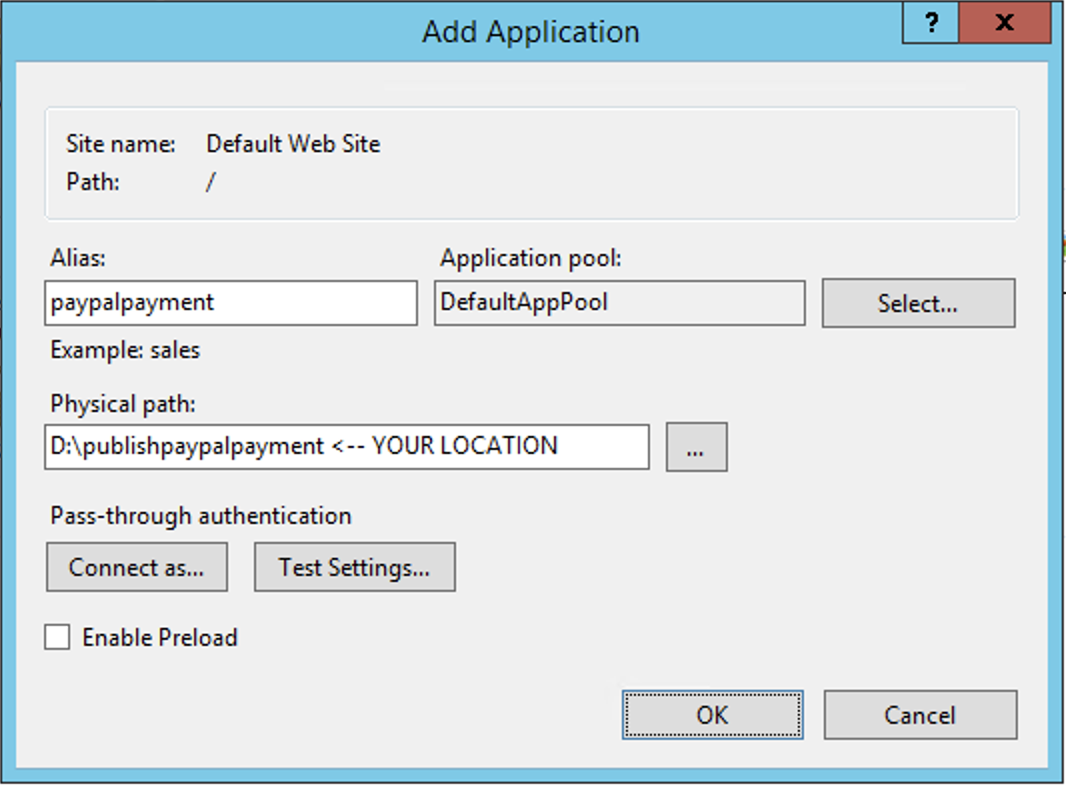 Add Application
?
x
Site name: Default Web Site
Path: /
Alias:
Application pool:
paypalpayment
DefaultAppPool
Select...
Example: sales
Physical path:
D:\publishpaypalpayment <-- YOUR LOCATION
...
Pass-through authentication
Connect as...
Test Settings...
Enable Preload
OK
Cancel